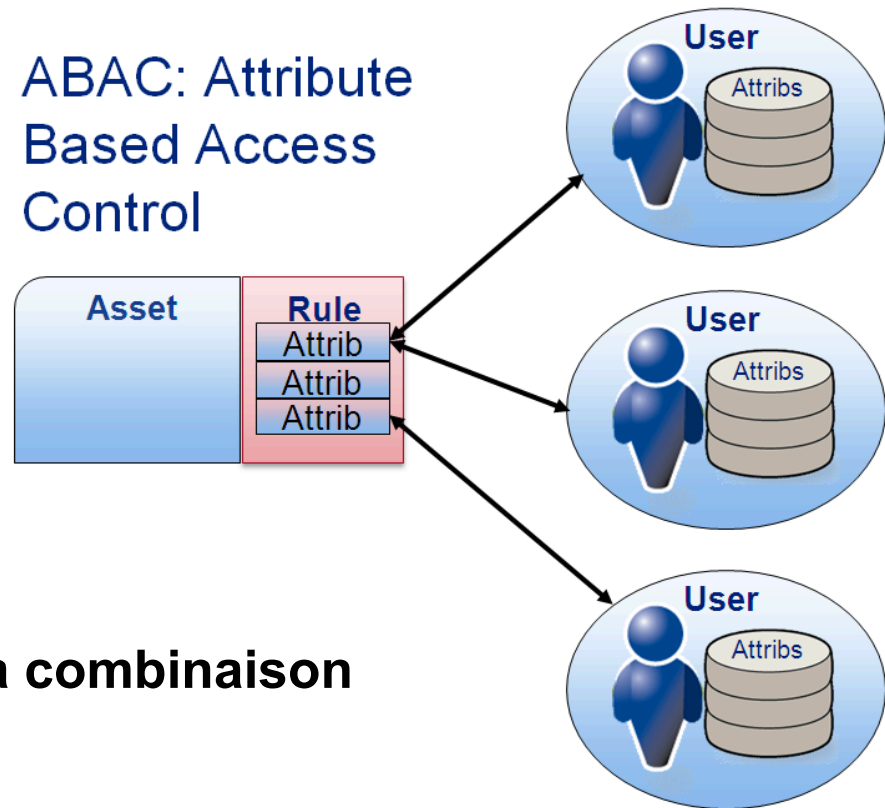 ABAC: Attribute
Based Access
Control
User
Attribs
Asset
Rule
Attrib
Attrib
Attrib
User
Attribs
User
Attribs
a combinaison